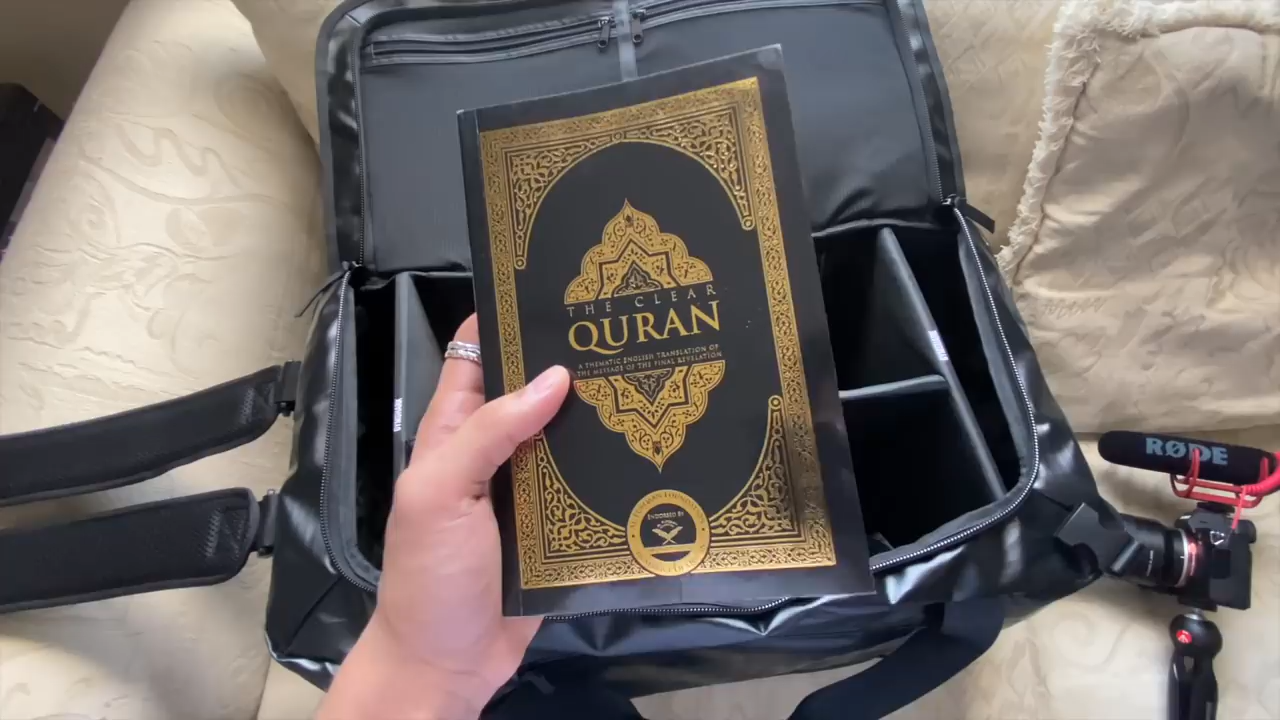 THE CLEAR
QURAN
A THEMATIC ENGLISH TRANSLATION OF
THE MESSAGE OF THE FINAL REVELATION
ENDORSED BY
RØDE